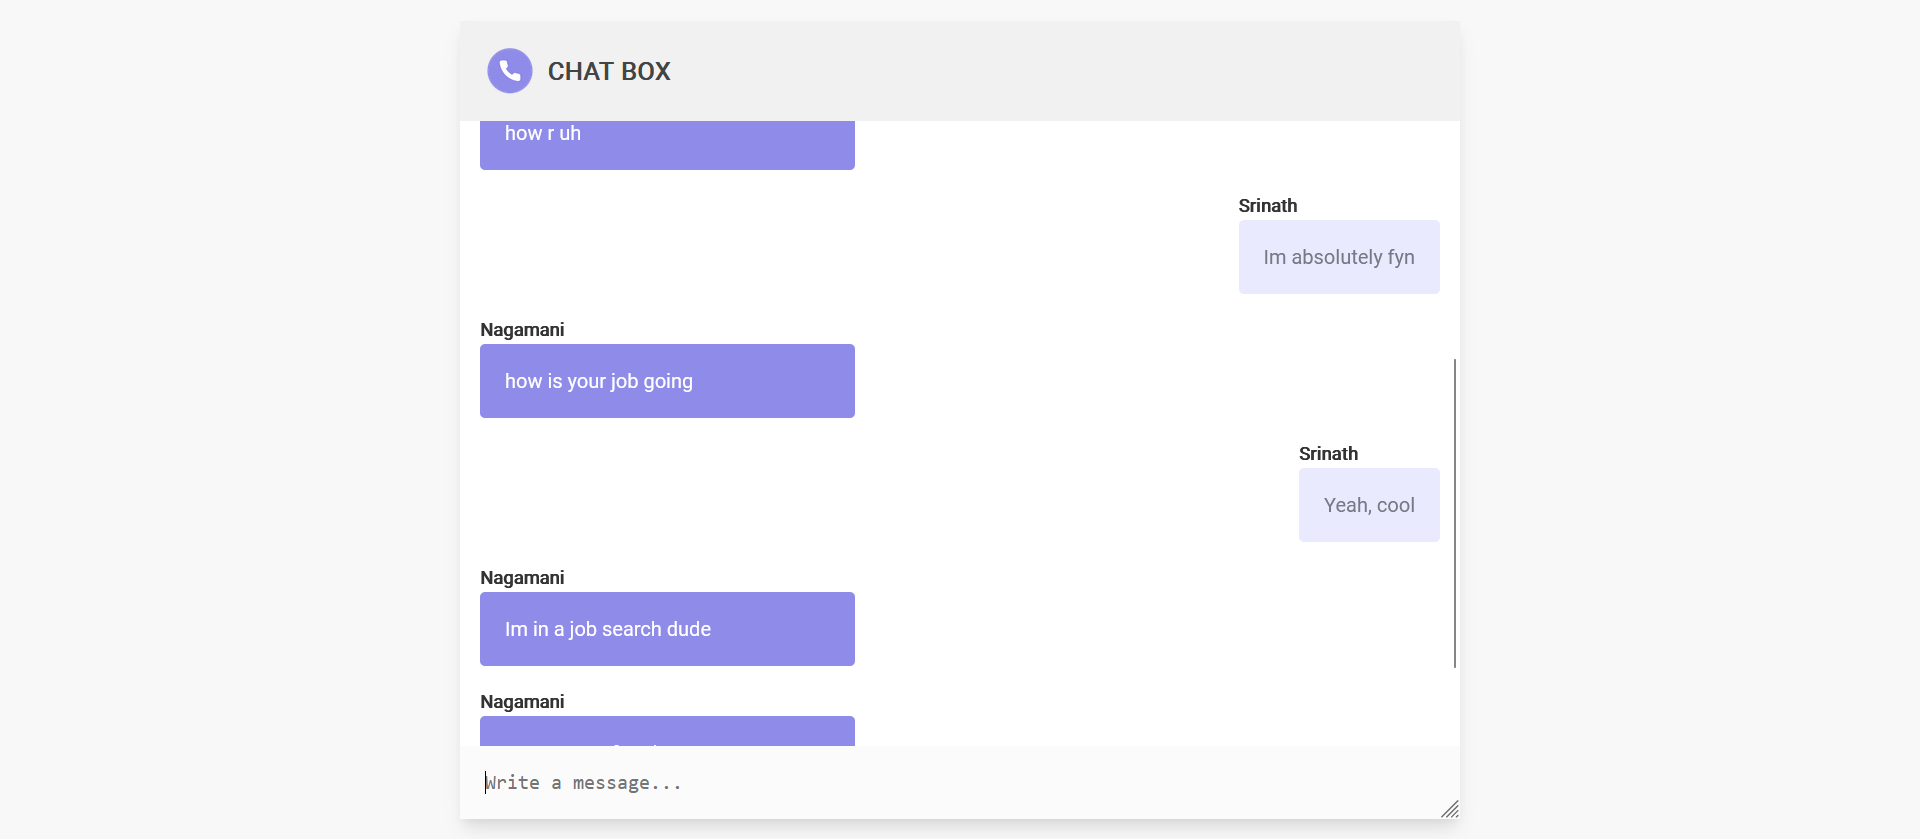 CHAT BOX
how r uh
Srinath
Im absolutely fyn
Nagamani
how is your job going
Srinath
Yeah, cool
Nagamani
Im in a job search dude
Nagamani
Write a message...